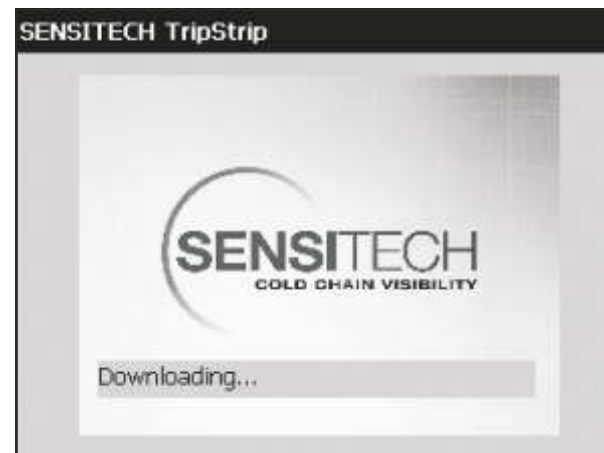 SENSITECH TripStrip
SENSITECH
COLD CHAIN VISIBILITY
Downloading...